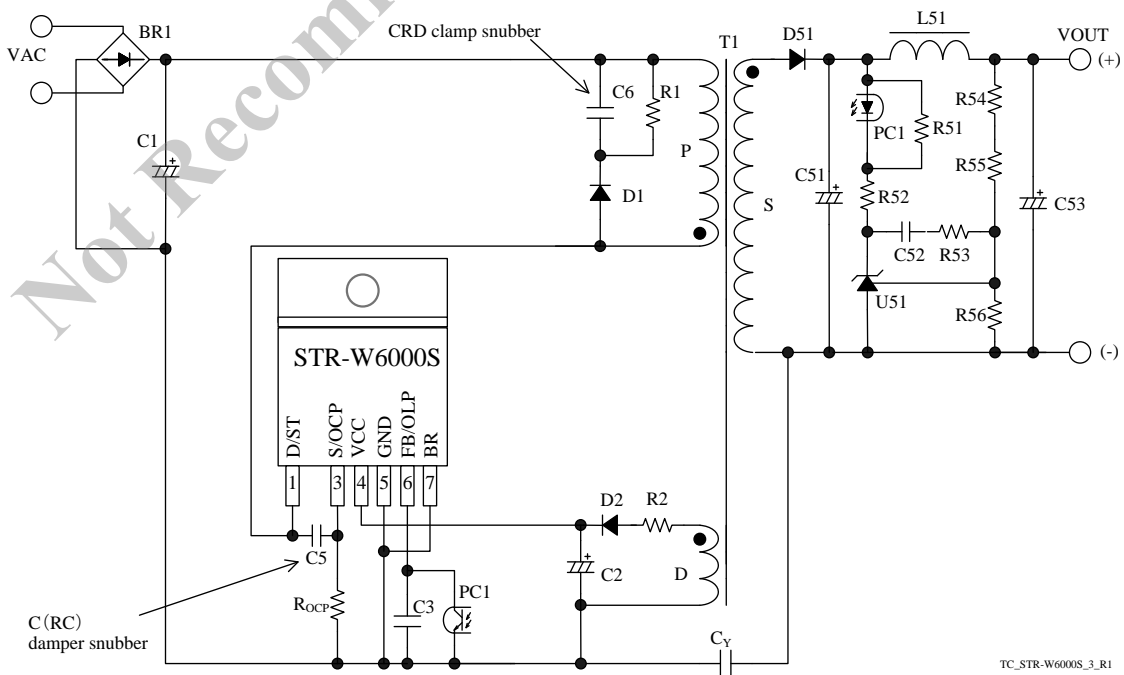 Not Recomm
BR1
VAC
C1
CRD clamp snubber
C6
R1
D1
P
T1
S
D51
L51
VOUT
(+)
PC1
R51
R54
R55
C51
R52
C53
C52
R53
U51
R56
(-)
STR-W6000S
D/ST
S/OCP
VCC
GND
FB/OLP
BR
1
3
4
5
6
7
C5
D2
R2
C2
D
C(RC)
damper snubber
ROCP
C3
PC1
CY
TC_STR-W6000S_3_R1